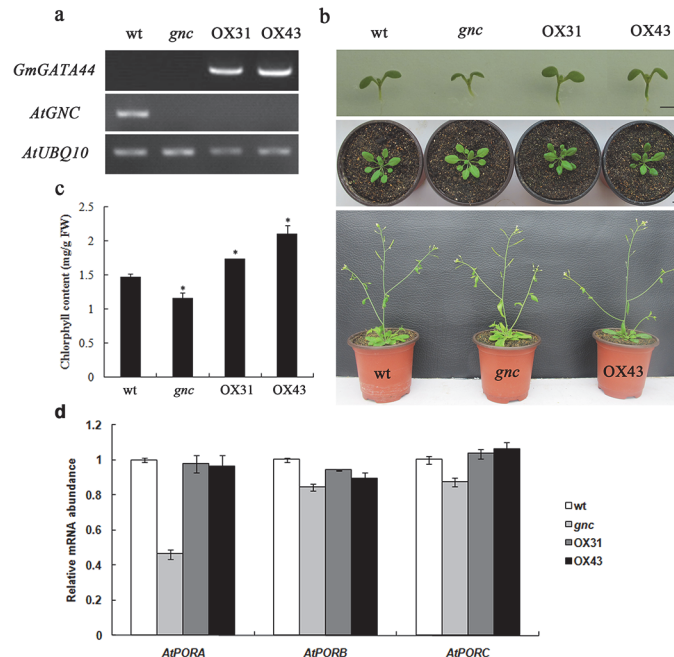 a
wt gnc OX31 OX43
GmGATA44
AtGNC
AtUBQ10
b
wt gnc OX31 OX43
wt gnc OX43
c
Chlorophyll content (mg/g FW)
2.5
2
1.5
1
0.5
0
* * *
wt gnc OX31 OX43
d
Relative mRNA abundance
1.2
1
0.8
0.6
0.4
0.2
0
AtPORA AtPORB AtPORC
wt
gnc
OX31
OX43